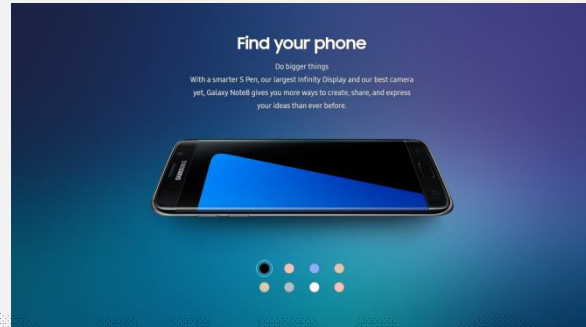 Find your phone
Do bigger things
With a smarter S Pen, our largest Infinity Display and our best camera
yet, Galaxy Note8 gives you more ways to create, share, and express
your ideas than ever before.
SAMSUNG